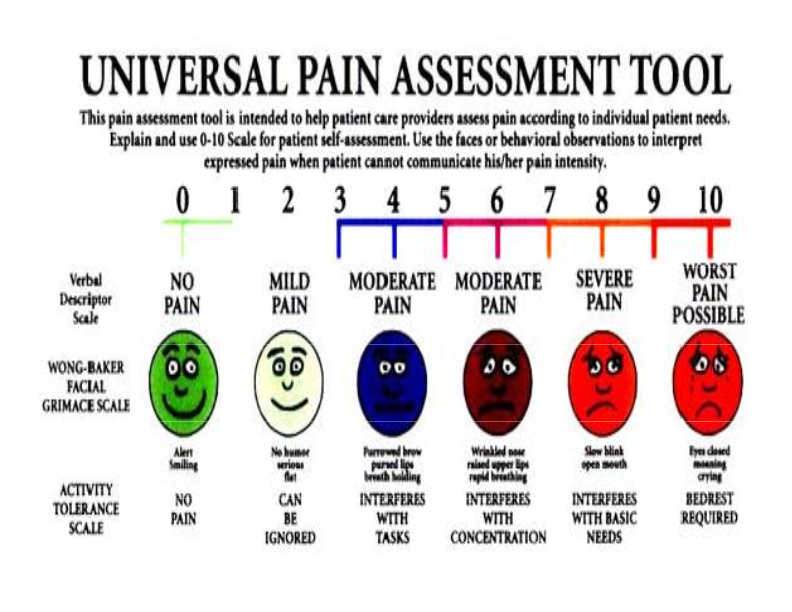 UNIVERSAL PAIN ASSESSMENT TOOL
This pain assessment tool is intended to help patient care providers assess pain according to individual patient needs.
Explain and use 0-10 Scale for patient self-assessment. Use the faces or behavioral observations to interpret
expressed pain when patient cannot communicate his/her pain intensity.
0 1 2 3 4 5 6 7 8 9 10
Verbal
Descriptor
Scale
NO
PAIN
MILD
PAIN
MODERATE
PAIN
MODERATE
PAIN
SEVERE
PAIN
WORST
PAIN
POSSIBLE
WONG-BAKER
FACIAL
GRIMACE SCALE
Alert
Smiling
No humor
serious
flat
Furrowed brow
pursed lips
breath holding
Wrinkled nose
raised upper lips
rapid breathing
Slow blink
open mouth
Eyes closed
moaning
crying
ACTIVITY
TOLERANCE
SCALE
NO
PAIN
CAN
BE
IGNORED
INTERFERES
WITH
TASKS
INTERFERES
WITH
CONCENTRATION
INTERFERES
WITH BASIC
NEEDS
BEDREST
REQUIRED